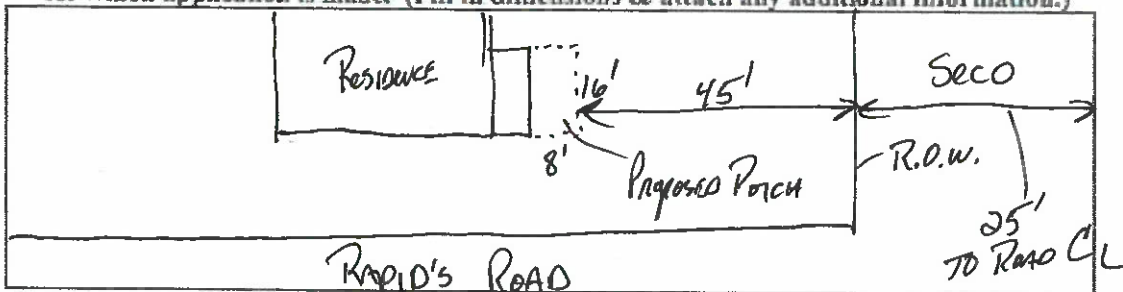 Residence
16'
45'
Seco
8'
Proposed Porch
R.O.W.
25'
TO ROAD CL
RAPID'S ROAD